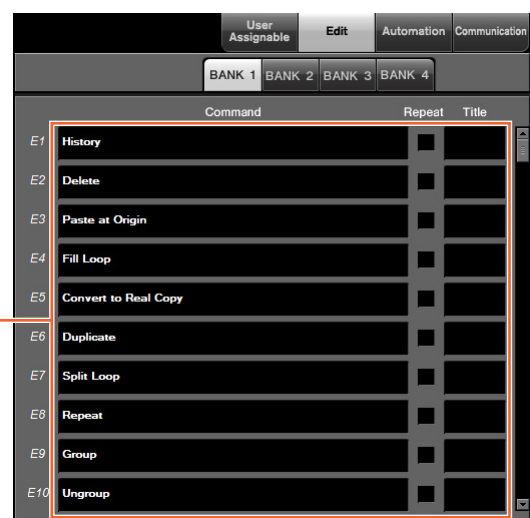 User Assignable Edit Automation Communication
BANK 1 BANK 2 BANK 3 BANK 4
Command Repeat Title
E1 History
E2 Delete
E3 Paste at Origin
E4 Fill Loop
E5 Convert to Real Copy
E6 Duplicate
E7 Split Loop
E8 Repeat
E9 Group
E10 Ungroup